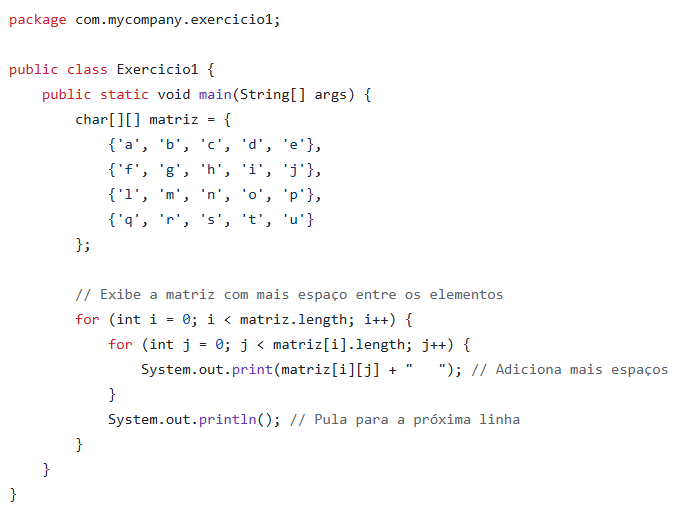 package com.mycompany.exercicio1;

public class Exercicio1 {
    public static void main(String[] args) {
        char[][] matriz = {
            {'a', 'b', 'c', 'd', 'e'},
            {'f', 'g', 'h', 'i', 'j'},
            {'l', 'm', 'n', 'o', 'p'},
            {'q', 'r', 's', 't', 'u'}
        };

        // Exibe a matriz com mais espaço entre os elementos
        for (int i = 0; i < matriz.length; i++) {
            for (int j = 0; j < matriz[i].length; j++) {
                System.out.print(matriz[i][j] + "   "); // Adiciona mais espaços
            }
            System.out.println(); // Pula para a próxima linha
        }
    }
}